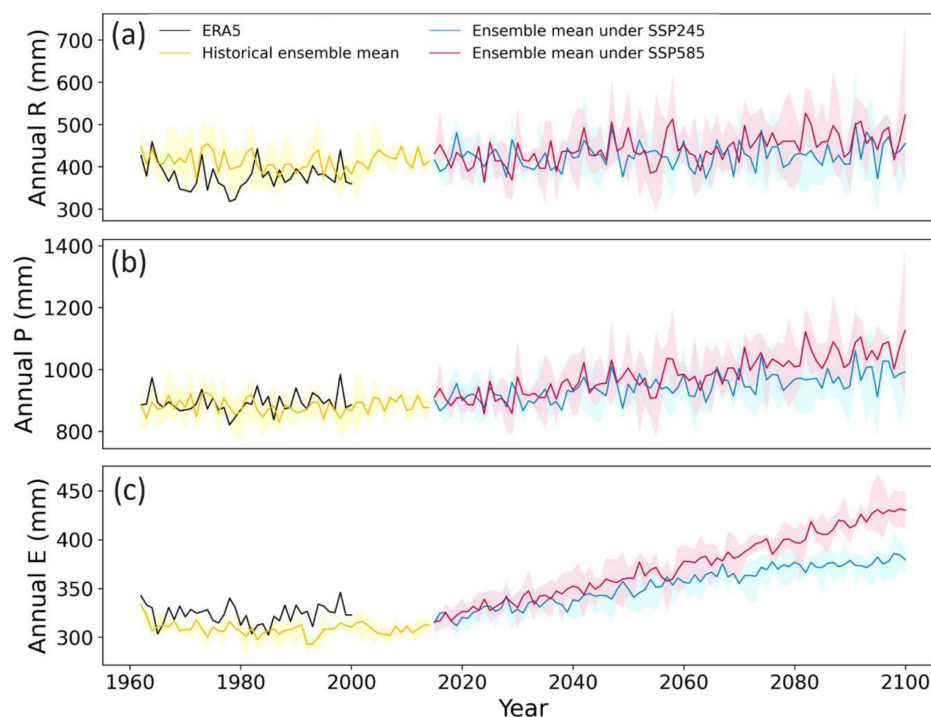 (a)
ERA5
Historical ensemble mean
Ensemble mean under SSP245
Ensemble mean under SSP585
Annual R (mm)
700
600
500
400
300
(b)
Annual P (mm)
1400
1200
1000
800
(c)
Annual E (mm)
450
400
350
300
1960
1980
2000
2020
2040
2060
2080
2100
Year